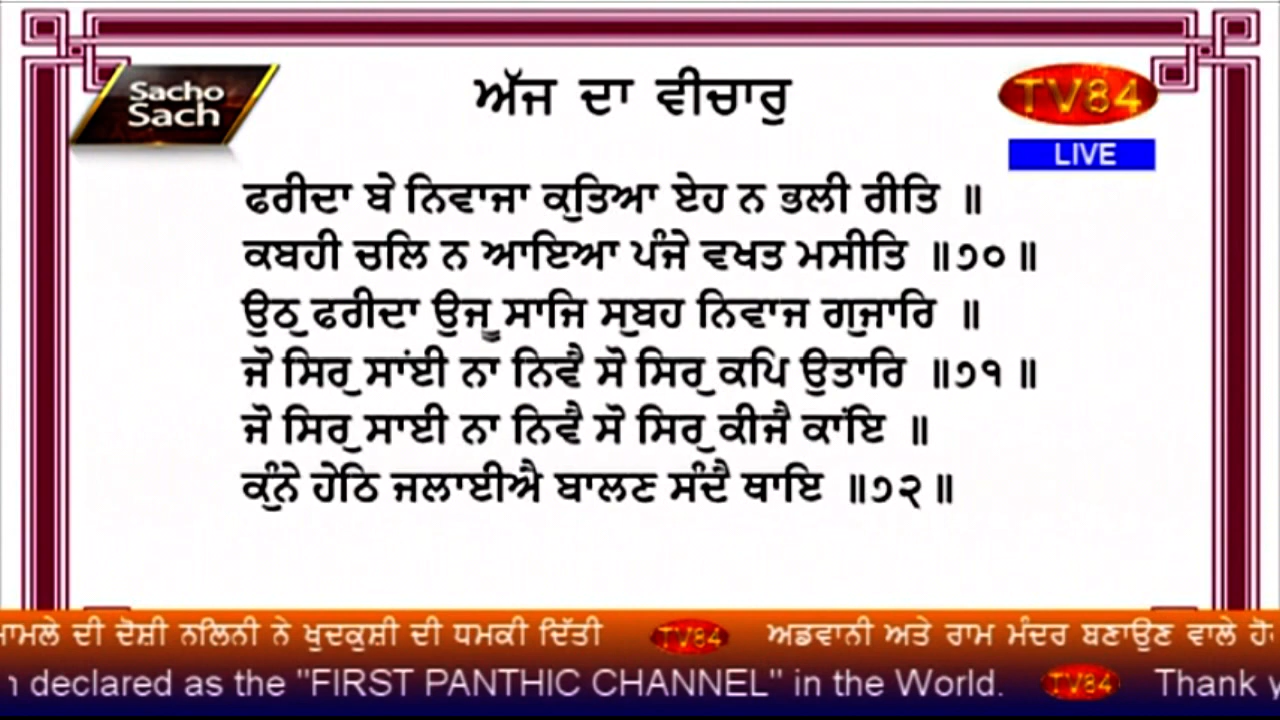 Sacho
Sach
ਅੱਜ ਦਾ ਵੀਚਾਰੁ
TV84
LIVE
ਫਰੀਦਾ ਬੇ ਨਿਵਾਜਾ ਕੁਤਿਆ ਏਹ ਨ ਭਲੀ ਰੀਤਿ ॥
ਕਬਹੀ ਚਲਿ ਨ ਆਇਆ ਪੰਜੇ ਵਖਤ ਮਸੀਤਿ ॥੭੦॥
ਉਠੁ ਫਰੀਦਾ ਉਜੂ ਸਾਜਿ ਸੁਬਹ ਨਿਵਾਜ ਗੁਜਾਰਿ ॥
ਜੋ ਸਿਰੁ ਸਾਂਈ ਨਾ ਨਿਵੈ ਸੋ ਸਿਰੁ ਕਪਿ ਉਤਾਰਿ ॥੭੧॥
ਜੋ ਸਿਰੁ ਸਾਈ ਨਾ ਨਿਵੈ ਸੋ ਸਿਰੁ ਕੀਜੈ ਕਾਂਇ ॥
ਕੁੰਨੇ ਹੇਠਿ ਜਲਾਈਐ ਬਾਲਣ ਸੰਦੈ ਥਾਇ ॥੭੨॥
ਦੀ ਦੋਸ਼ੀ ਨਲਿਨੀ ਨੇ ਖੁਦਕੁਸ਼ੀ ਦੀ ਧਮਕੀ ਦਿੱਤੀ TV84 ਅਡਵਾਨੀ ਅਤੇ ਰਾਮ ਮੰਦਰ ਬਣਾਉਣ ਵਾਲੇ
declared as the "FIRST PANTHIC CHANNEL" in the World. TV84 Thank